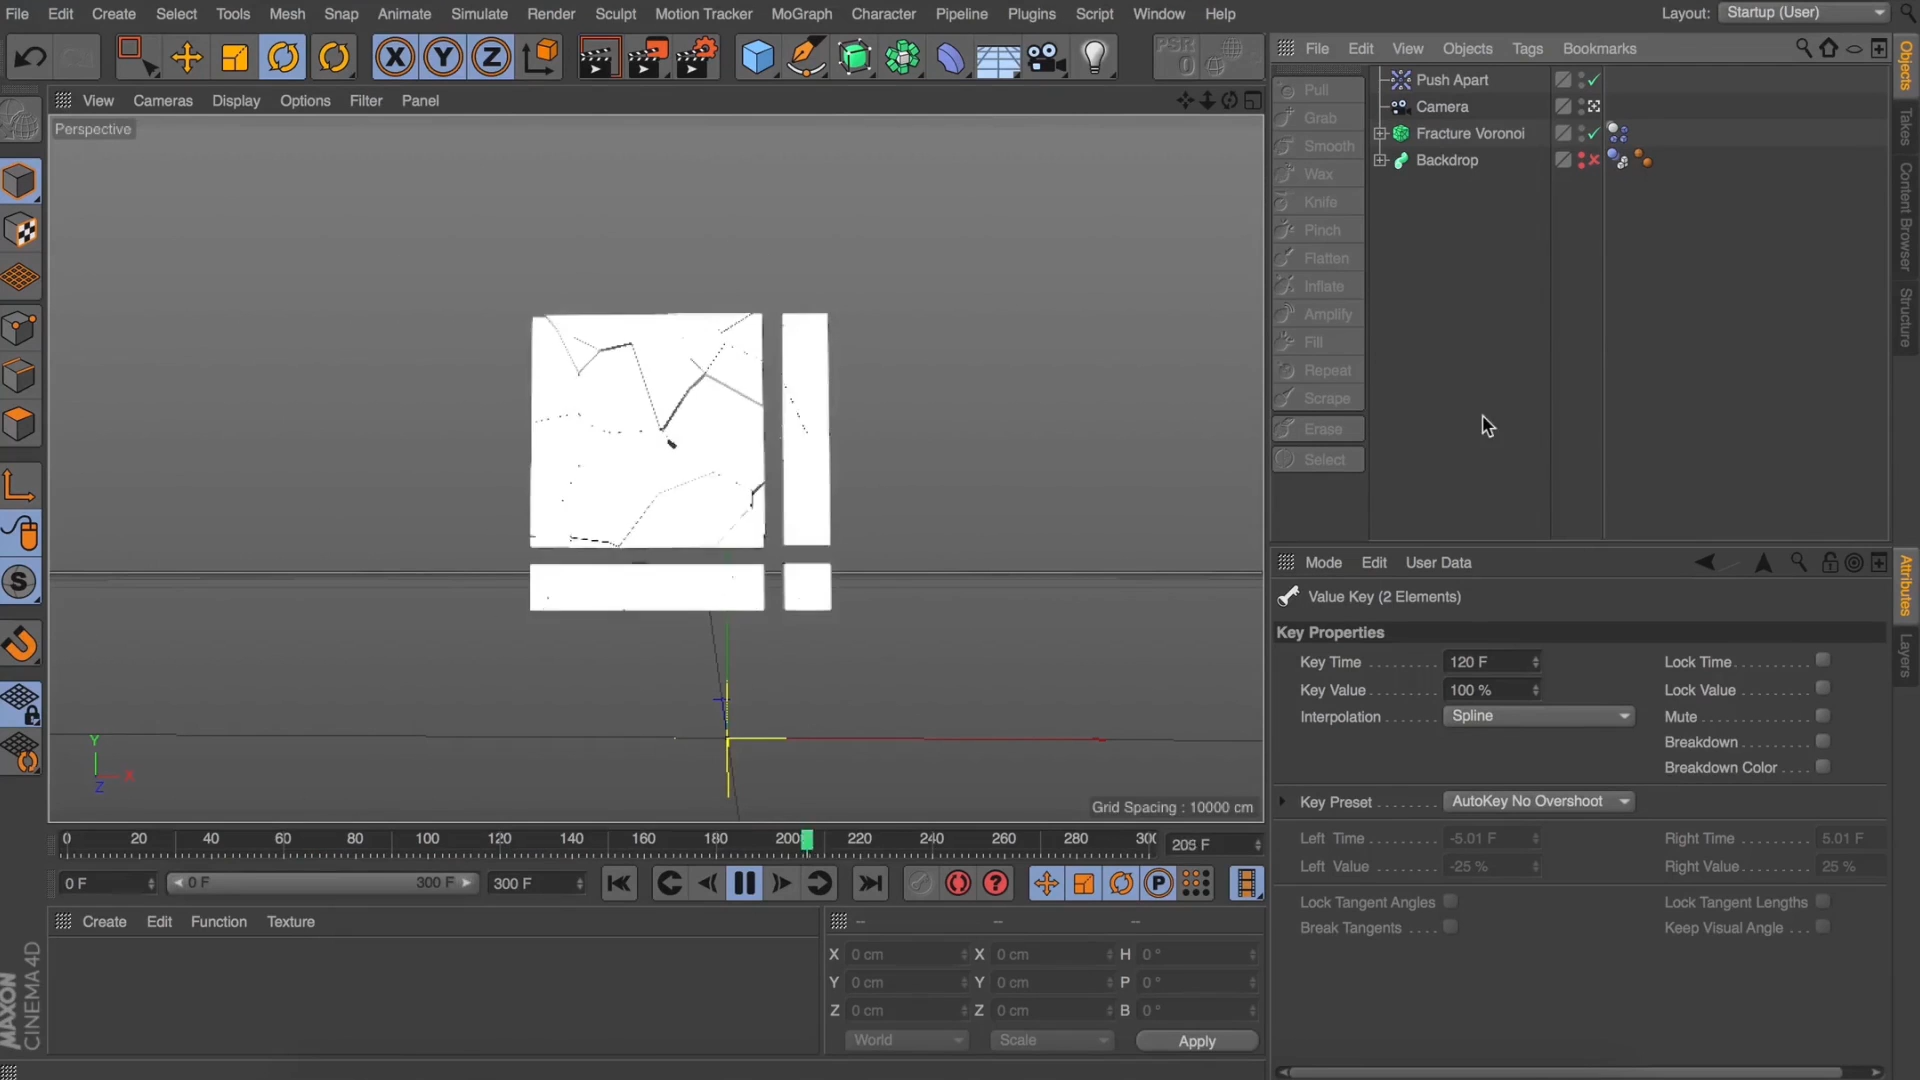 File Edit Create Select Tools Mesh Snap Animate Simulate Render Sculpt Motion Tracker MoGraph Character Pipeline Plugins Script Window Help
Layout: Startup (User)
X Y Z
PSR
0
File Edit View Objects Tags Bookmarks
Objects
Takes
Content Browser
Structure
View Cameras Display Options Filter Panel
Perspective
Pull
Grab
Smooth
Wax
Knife
Pinch
Flatten
Inflate
Amplify
Fill
Repeat
Scrape
Erase
Select
Push Apart
Camera
Fracture Voronoi
Backdrop
Mode Edit User Data
Attributes
Layers
Value Key (2 Elements)
Key Properties
Key Time 120 F Lock Time
Key Value 100 % Lock Value
Interpolation Spline Mute
Breakdown
Breakdown Color
Key Preset AutoKey No Overshoot
Left Time -5.01 F Right Time 5.01 F
Left Value -25 % Right Value 25 %
Lock Tangent Angles Lock Tangent Lengths
Break Tangents Keep Visual Angle
S
Y
X
Z
Grid Spacing : 10000 cm
0 20 40 60 80 100 120 140 160 180 200 220 240 260 280 300 205 F
0 F 0 F 300 F 300 F ? P
Create Edit Function Texture
-- -- --
X 0 cm X 0 cm H 0 °
Y 0 cm Y 0 cm P 0 °
Z 0 cm Z 0 cm B 0 °
World Scale Apply
MAXON
CINEMA 4D